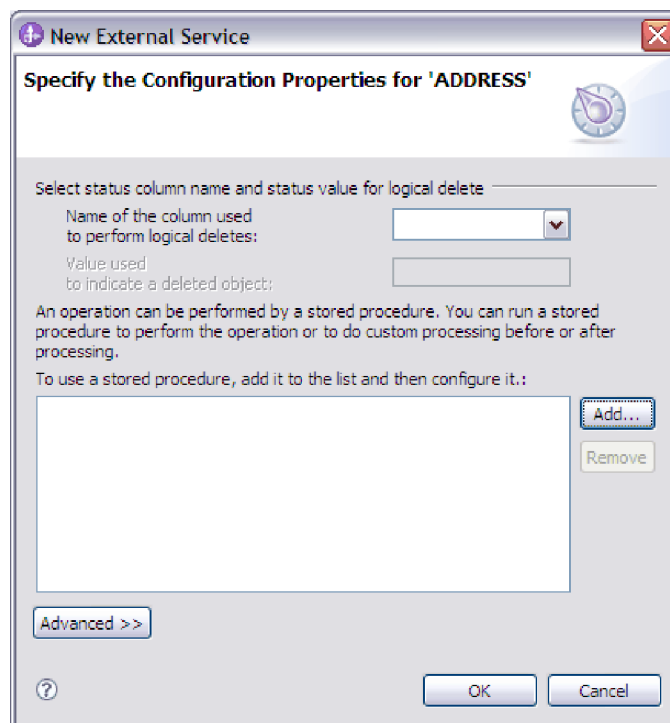 New External Service
Specify the Configuration Properties for 'ADDRESS'
Select status column name and status value for logical delete
Name of the column used
to perform logical deletes:
Value used
to indicate a deleted object:
An operation can be performed by a stored procedure. You can run a stored
procedure to perform the operation or to do custom processing before or after
processing.
To use a stored procedure, add it to the list and then configure it.:
Add...
Remove
Advanced >>
?
OK
Cancel